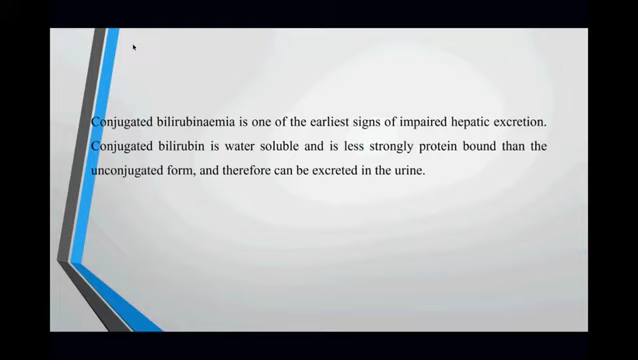 Conjugated bilirubinaemia is one of the earliest signs of impaired hepatic excretion.
Conjugated bilirubin is water soluble and is less strongly protein bound than the
unconjugated form, and therefore can be excreted in the urine.